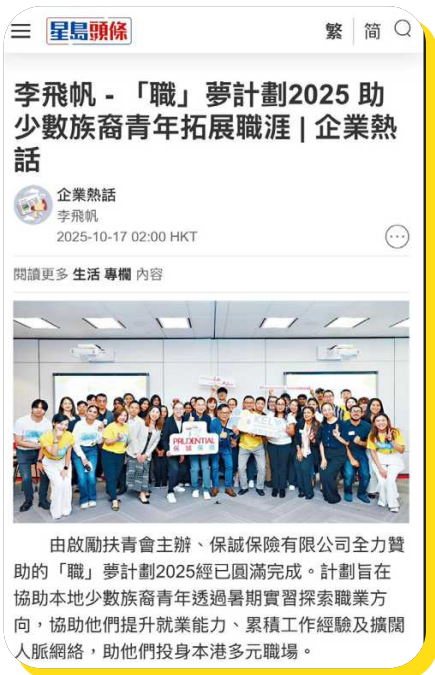 星島頭條
繁 简
李飛帆 - 「職」夢計劃2025 助
少數族裔青年拓展職涯 | 企業熱
話
企業熱話
李飛帆
2025-10-17 02:00 HKT
閱讀更多 生活 專欄 內容
PRUDENTIAL
保誠保險
KELY
由啟勵扶青會主辦、保誠保險有限公司全力贊
助的「職」夢計劃2025經已圓滿完成。計劃旨在
協助本地少數族裔青年透過暑期實習探索職業方
向，協助他們提升就業能力、累積工作經驗及擴闊
人脈網絡，助他們投身本港多元職場。